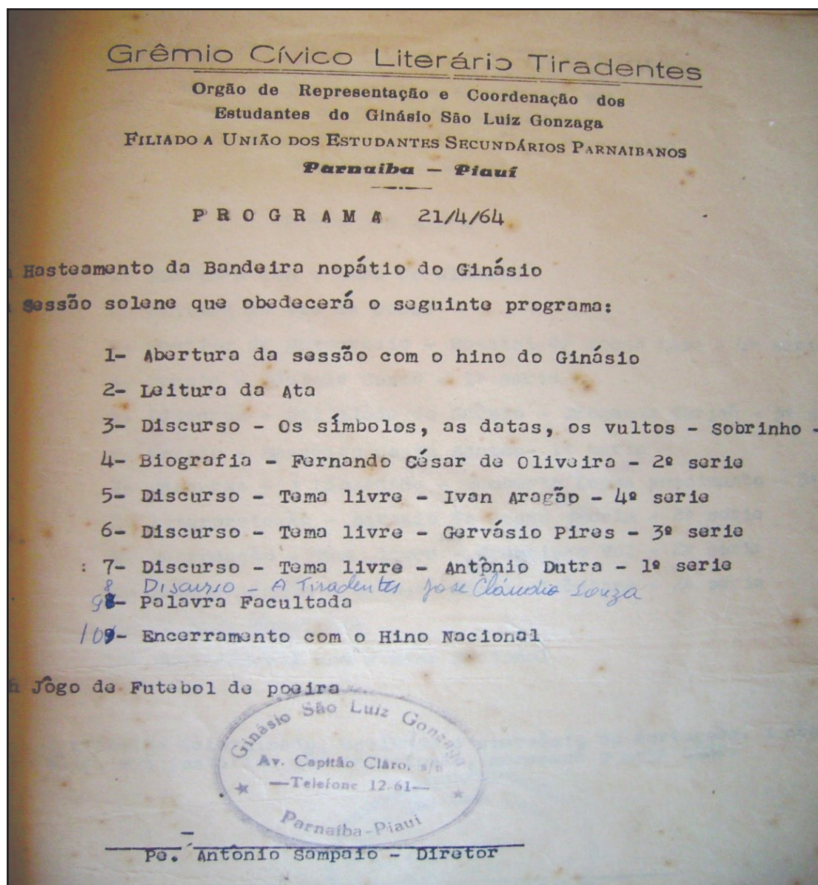 Grêmio Cívico Literário Tiradentes
Orgão de Representação e Coordenação dos
Estudantes do Ginásio São Luiz Gonzaga
FILIADO A UNIÃO DOS ESTUDANTES SECUNDÁRIOS PARNAIBANOS
Parnaiba — Piauí
PROGRAMA 21/4/64
Hasteamento da Bandeira nopátio do Ginásio
Sessão solene que obedecerá o seguinte programa:
1- Abertura da sessão com o hino do Ginásio
2- Leitura da Ata
3- Discurso - Os símbolos, as datas, os vultos - Sobrinho -
4- Biografia - Fernando César de Oliveira - 2ª serie
5- Discurso - Tema livre - Ivan Aragão - 4ª serie
6- Discurso - Tema livre - Gervásio Pires - 3ª serie
: 7- Discurso - Tema livre - Antônio Dutra - 1ª serie
8 Discurso - A Tiradentes José Cláudio Souza
9- Palavra Facultada
10- Encerramento com o Hino Nacional
h Jôgo de Futebol de poeira
Ginásio São Luiz Gonzaga
Av. Capitão Claro, s/n
—Telefone 12-61—
Parnaiba-Piauí
Pe. Antônio Sampaio - Diretor